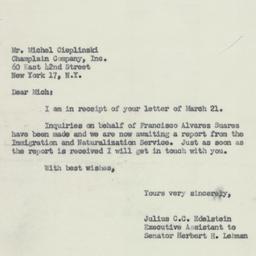 Mr. Michel Cieplinski
Champlain Company, Inc.
60 East 42nd Street
New York 17, N.Y.
Dear Mich:
I am in receipt of your letter of March 21.
Inquiries on behalf of Francisco Alvares Suares
have been made and we are now awaiting a report from the
Immigration and Naturalization Service. Just as soon as
the report is received I will get in touch with you.
With best wishes,
Yours very sincerely,
Julius C.C. Edelstein
Executive Assistant to
Senator Herbert H. Lehman